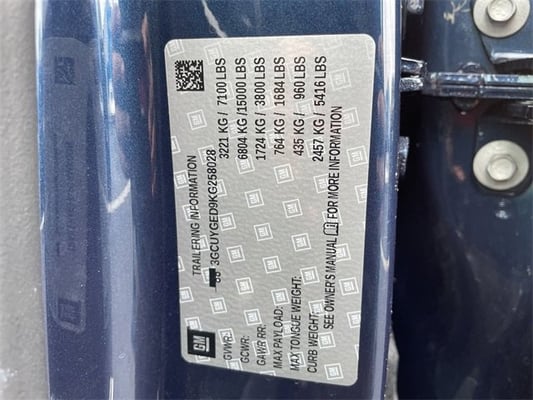 GM
TRAILERING INFORMATION
3GCUYGED9KG258028
GVWR: 3221 KG / 7100 LBS
GCWR: 6804 KG / 15000 LBS
GAWR RR: 1724 KG / 3800 LBS
MAX PAYLOAD: 764 KG / 1684 LBS
MAX TONGUE WEIGHT: 435 KG / 960 LBS
CURB WEIGHT: 2457 KG / 5416 LBS
SEE OWNER'S MANUAL FOR MORE INFORMATION